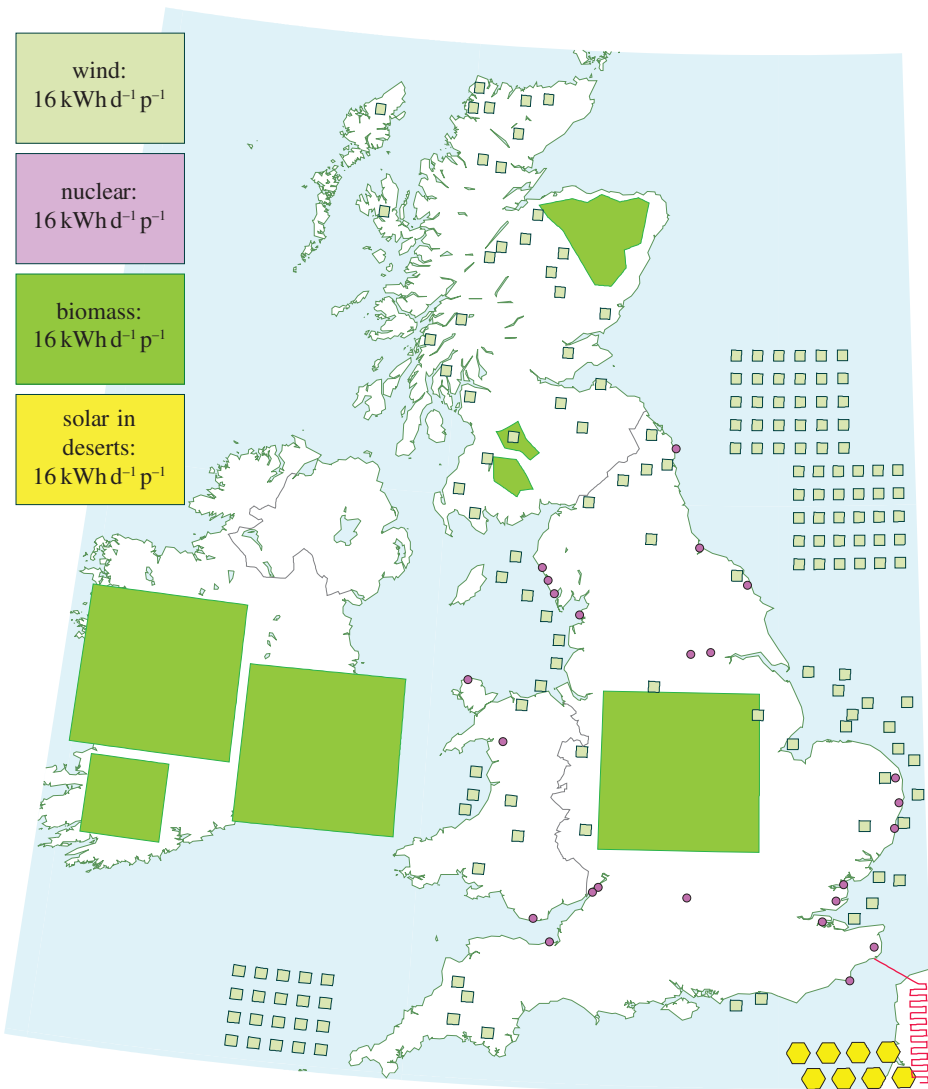 wind:
16 kWh d⁻¹ p⁻¹
nuclear:
16 kWh d⁻¹ p⁻¹
biomass:
16 kWh d⁻¹ p⁻¹
solar in
deserts:
16 kWh d⁻¹ p⁻¹